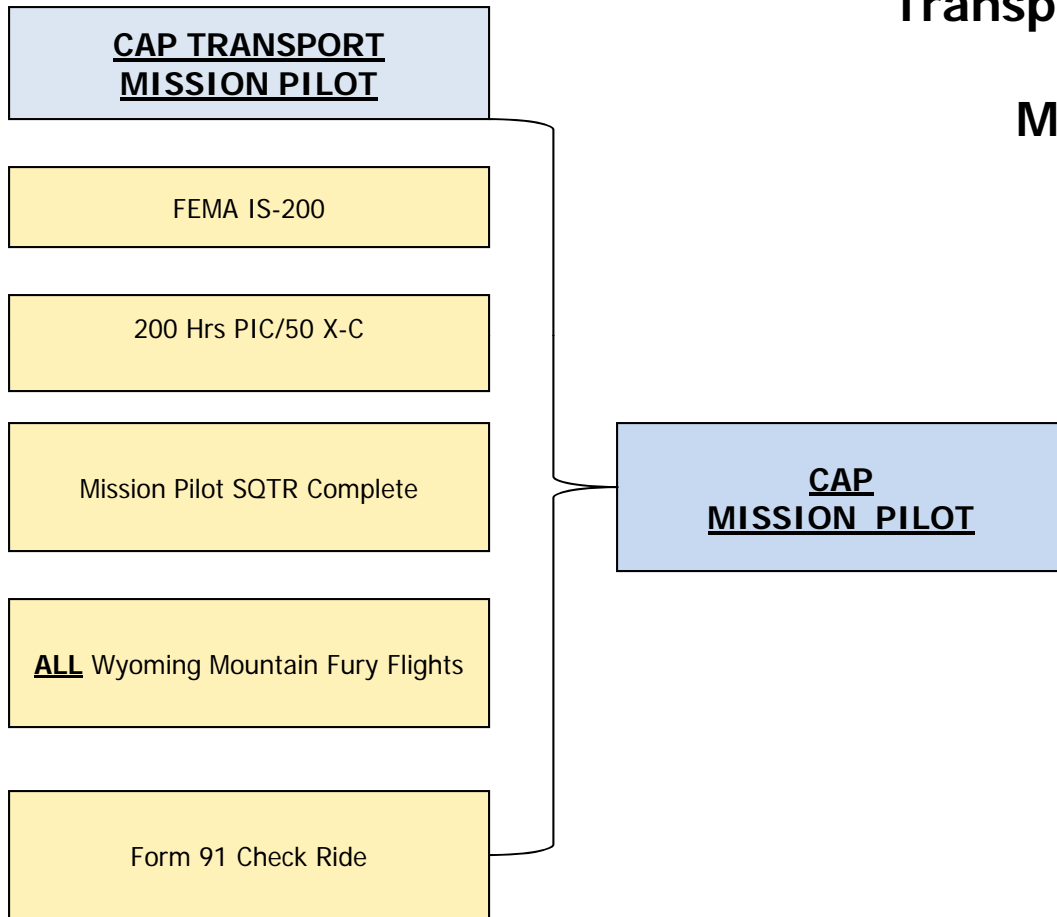 Transp
M
CAP TRANSPORT
MISSION PILOT
FEMA IS-200
200 Hrs PIC/50 X-C
Mission Pilot SQTR Complete
ALL Wyoming Mountain Fury Flights
Form 91 Check Ride
CAP
MISSION PILOT